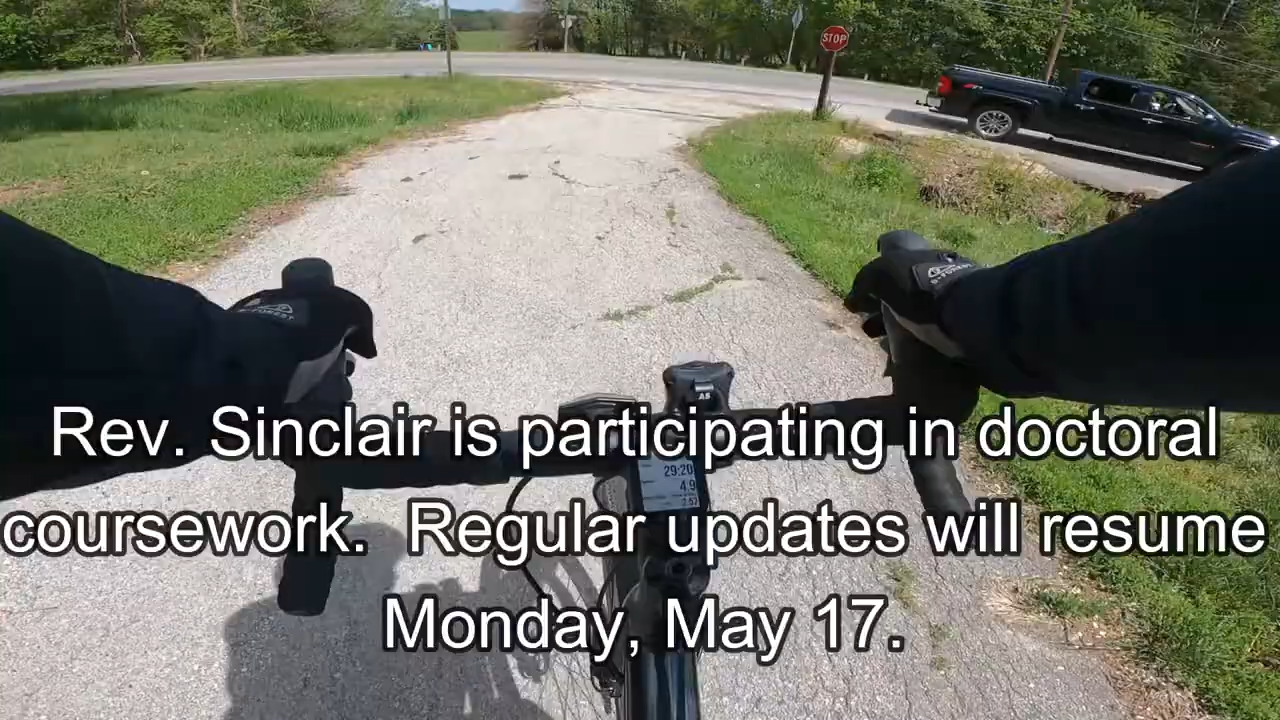 STOP
Rev. Sinclair is participating in doctoral
29:20
4.9
coursework.  Regular updates will resume
Monday, May 17.